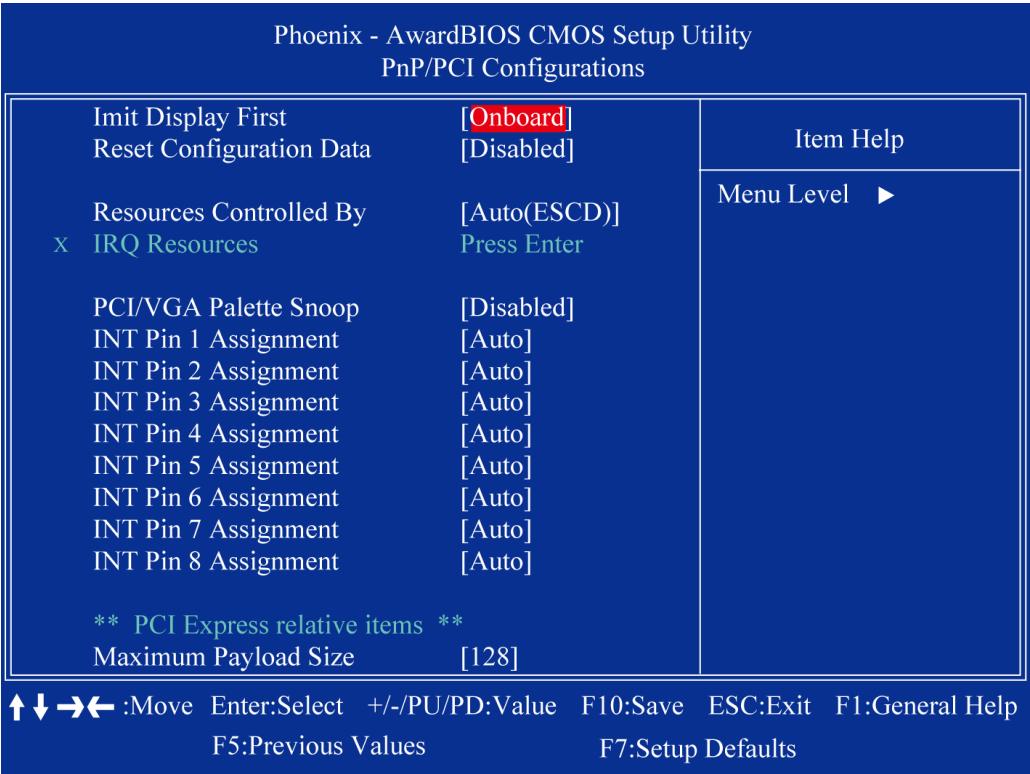 Phoenix - AwardBIOS CMOS Setup Utility
PnP/PCI Configurations
Imit Display First [Onboard]
Reset Configuration Data [Disabled]
Resources Controlled By [Auto(ESCD)]
x IRQ Resources Press Enter
PCI/VGA Palette Snoop [Disabled]
INT Pin 1 Assignment [Auto]
INT Pin 2 Assignment [Auto]
INT Pin 3 Assignment [Auto]
INT Pin 4 Assignment [Auto]
INT Pin 5 Assignment [Auto]
INT Pin 6 Assignment [Auto]
INT Pin 7 Assignment [Auto]
INT Pin 8 Assignment [Auto]
** PCI Express relative items **
Maximum Payload Size [128]
Item Help
Menu Level ▶
↑ ↓ → ← :Move Enter:Select +/-/PU/PD:Value F10:Save ESC:Exit F1:General Help
F5:Previous Values F7:Setup Defaults